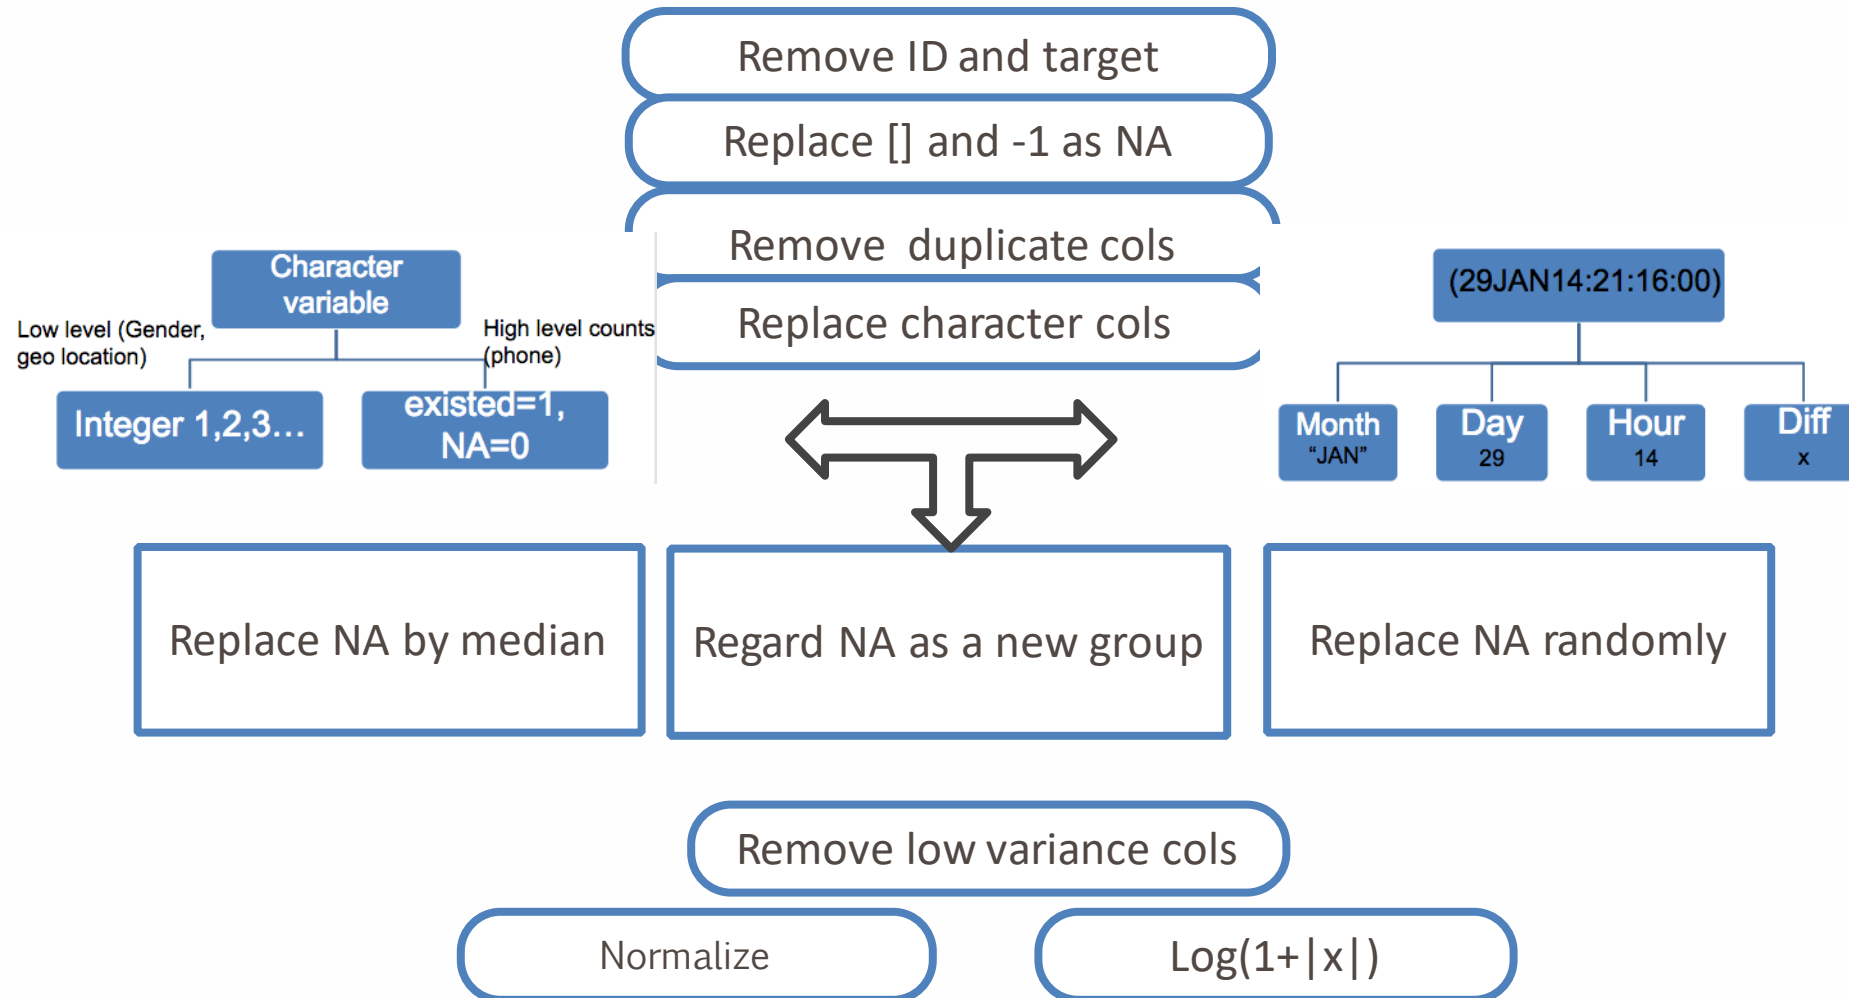 Remove ID and target
Replace [] and -1 as NA
Remove duplicate cols
Replace character cols
Character
variable
Low level (Gender,
geo location)
High level counts
(phone)
Integer 1,2,3...
existed=1,
NA=0
(29JAN14:21:16:00)
Month
“JAN”
Day
29
Hour
14
Diff
x
Replace NA by median
Regard NA as a new group
Replace NA randomly
Remove low variance cols
Normalize
Log(1+|x|)